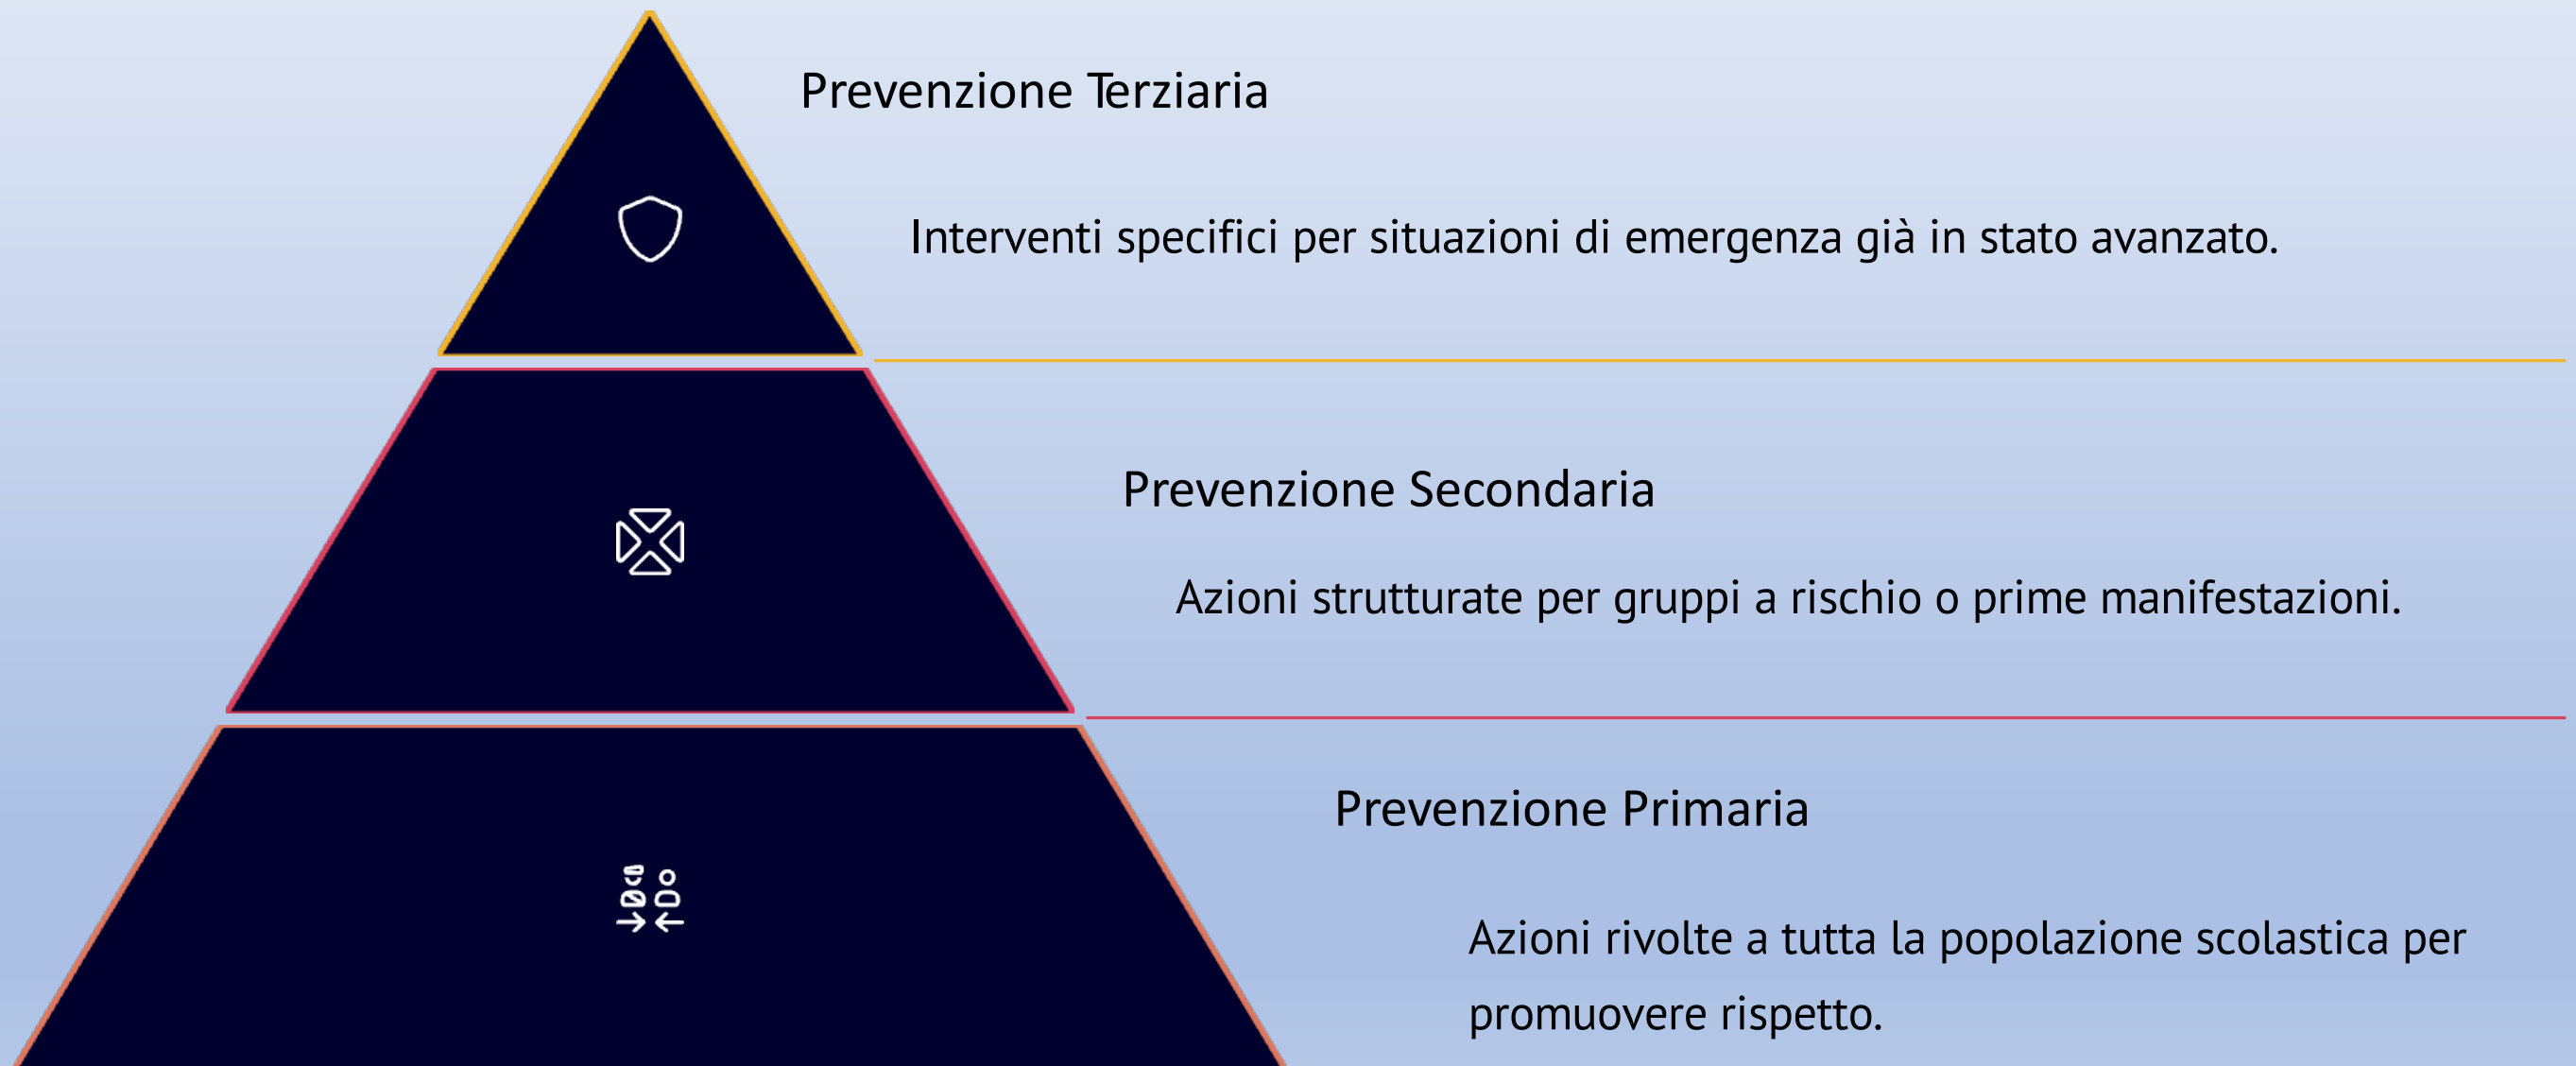 Prevenzione Terziaria
Interventi specifici per situazioni di emergenza già in stato avanzato.
Prevenzione Secondaria
Azioni strutturate per gruppi a rischio o prime manifestazioni.
Prevenzione Primaria
Azioni rivolte a tutta la popolazione scolastica per
promuovere rispetto.